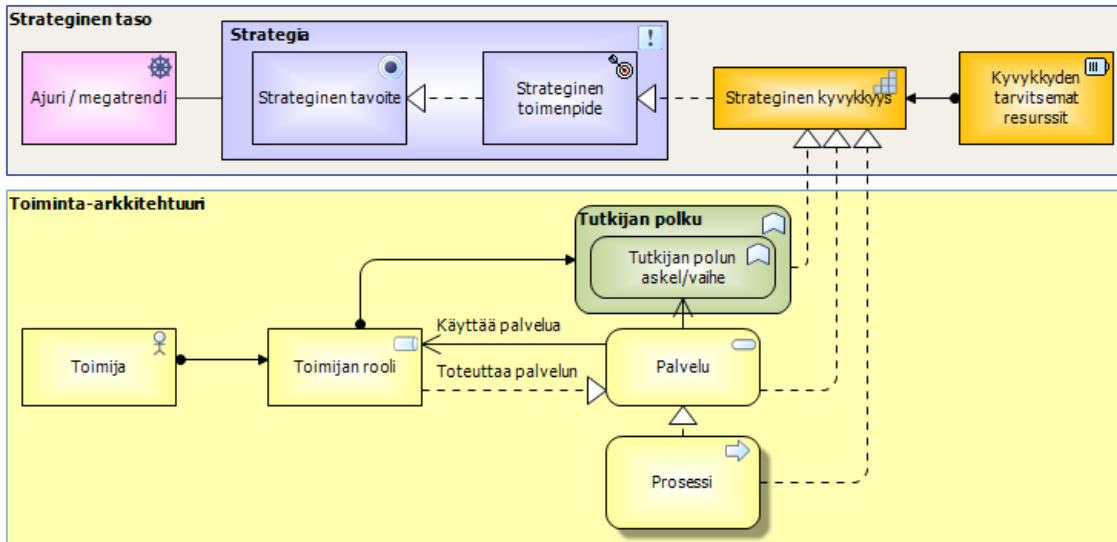 Strateginen taso
Strategia
Ajuri / megatrendi
Strateginen tavoite
Strateginen
toimenpide
Strateginen kyvykkyys
Kyvykkyden
tarvitsemat
resurssit
Toiminta-arkkitehtuuri
Tutkijan polku
Tutkijan polun
askel/vaihe
Toimija
Toimijan rooli
Käyttää palvelua
Toteuttaa palvelun
Palvelu
Prosessi